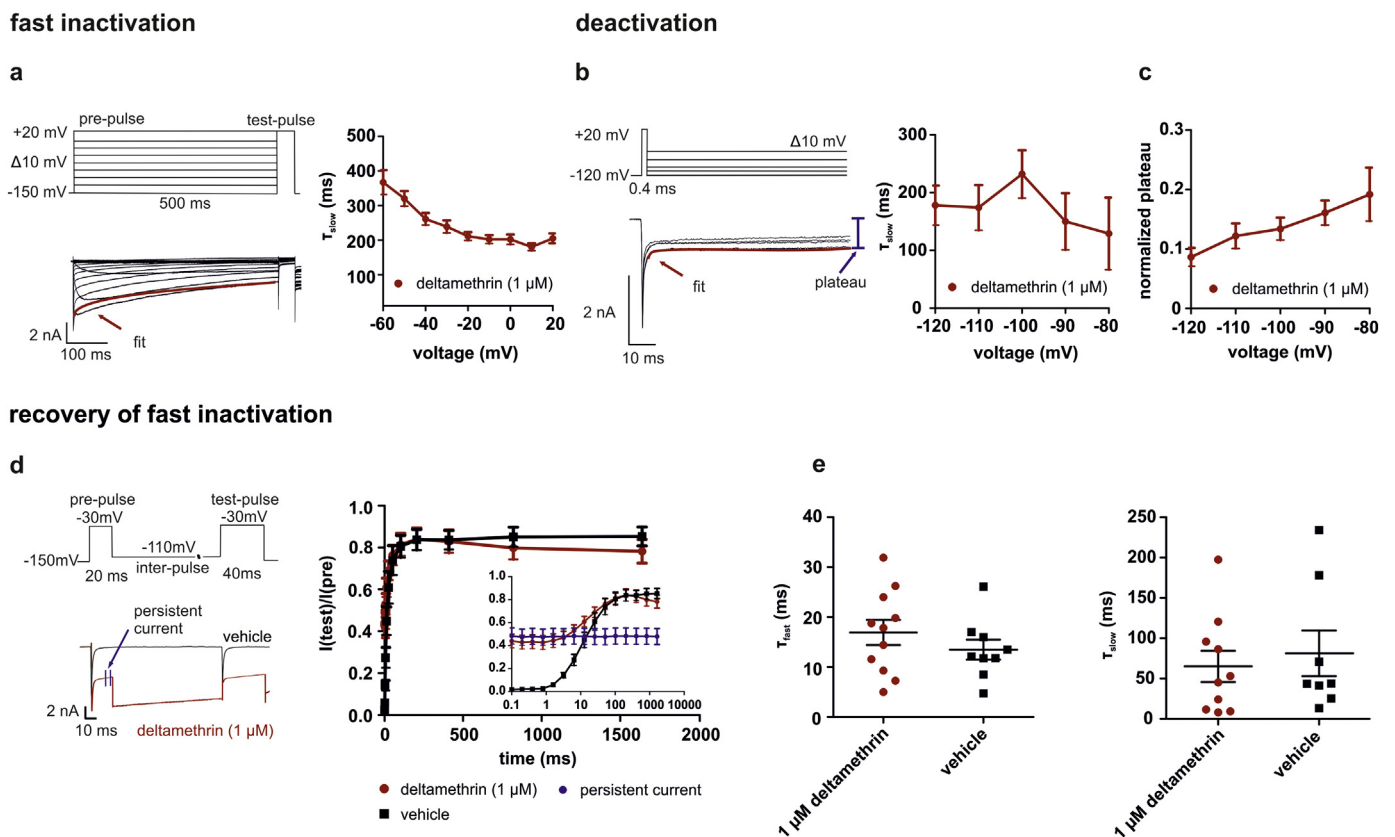 fast inactivation
deactivation
a
pre-pulse
test-pulse
+20 mV
Δ10 mV
-150 mV
500 ms
2 nA
100 ms
fit
500
400
300
200
100
τslow (ms)
deltamethrin (1 µM)
-60
-40
-20
0
20
voltage (mV)
b
+20 mV
Δ10 mV
-120 mV
0.4 ms
fit
plateau
2 nA
10 ms
300
200
100
0
τslow (ms)
deltamethrin (1 µM)
-120
-110
-100
-90
-80
voltage (mV)
c
0.3
0.2
0.1
0
normalized plateau
deltamethrin (1 µM)
-120
-110
-100
-90
-80
voltage (mV)
recovery of fast inactivation
d
pre-pulse
test-pulse
-30mV
-30mV
-110mV
-150mV
inter-pulse
20 ms
40ms
persistent
current
vehicle
2 nA
10 ms
deltamethrin (1 µM)
1.0
0.8
0.6
0.4
0.2
0.0
I(test)/I(pre)
1.0
0.8
0.6
0.4
0.2
0.0
0.1
1
10
100
1000
10000
0
500
1000
1500
2000
time (ms)
deltamethrin (1 µM)
persistent current
vehicle
e
40
30
20
10
0
τfast (ms)
1 µM deltamethrin
vehicle
250
200
150
100
50
0
τslow (ms)
1 µM deltamethrin
vehicle